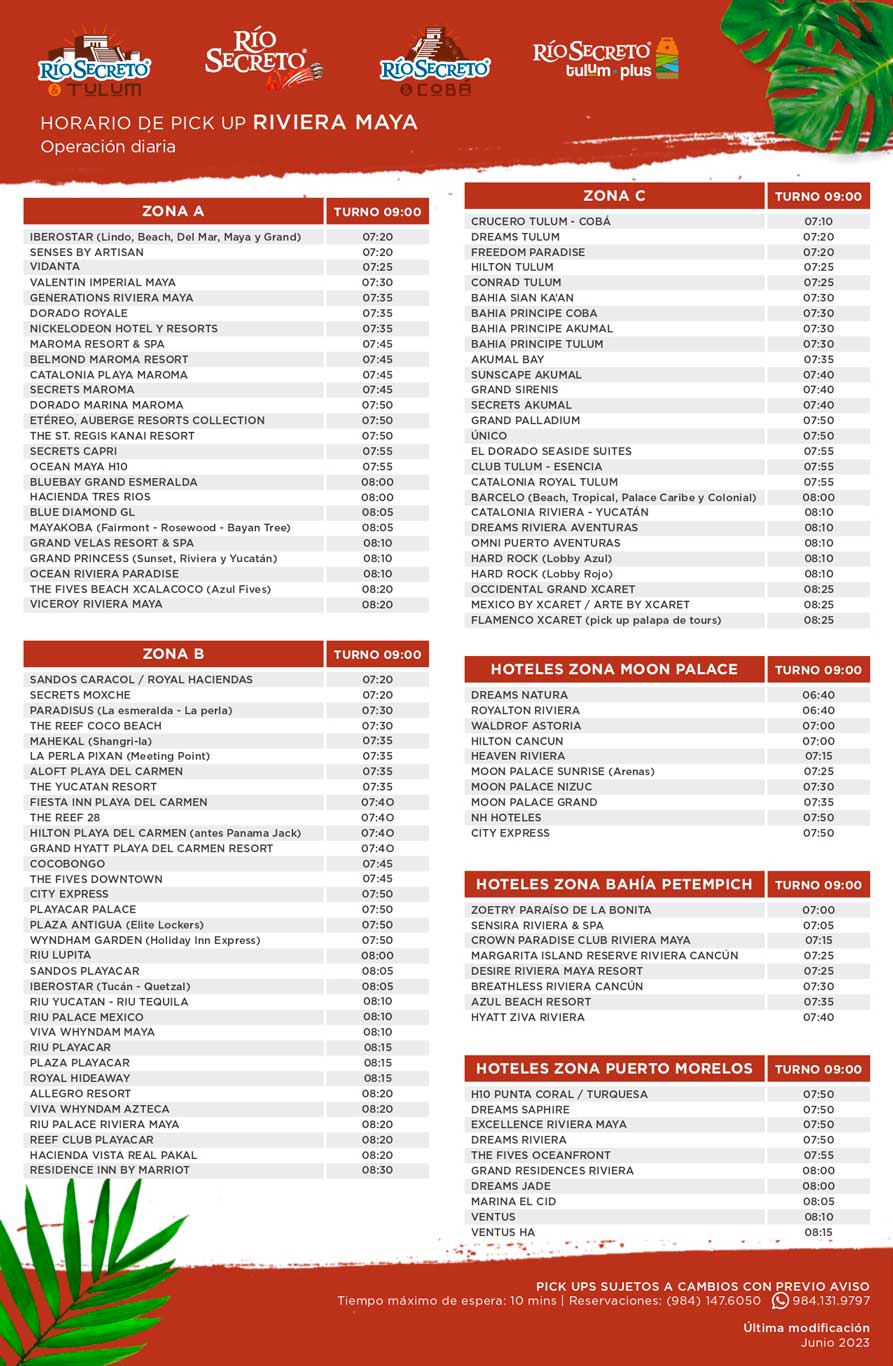 RÍO SECRETO®
& TULUM
RÍO
SECRETO®
RÍO SECRETO®
& COBÁ
RÍO SECRETO®
tulum + plus
HORARIO DE PICK UP RIVIERA MAYA
Operación diaria
ZONA A TURNO 09:00
IBEROSTAR (Lindo, Beach, Del Mar, Maya y Grand) 07:20
SENSES BY ARTISAN 07:20
VIDANTA 07:25
VALENTIN IMPERIAL MAYA 07:30
GENERATIONS RIVIERA MAYA 07:35
DORADO ROYALE 07:35
NICKELODEON HOTEL Y RESORTS 07:35
MAROMA RESORT & SPA 07:45
BELMOND MAROMA RESORT 07:45
CATALONIA PLAYA MAROMA 07:45
SECRETS MAROMA 07:45
DORADO MARINA MAROMA 07:50
ETÉREO, AUBERGE RESORTS COLLECTION 07:50
THE ST. REGIS KANAI RESORT 07:50
SECRETS CAPRI 07:55
OCEAN MAYA H10 07:55
BLUEBAY GRAND ESMERALDA 08:00
HACIENDA TRES RIOS 08:00
BLUE DIAMOND GL 08:05
MAYAKOBA (Fairmont - Rosewood - Bayan Tree) 08:05
GRAND VELAS RESORT & SPA 08:10
GRAND PRINCESS (Sunset, Riviera y Yucatán) 08:10
OCEAN RIVIERA PARADISE 08:10
THE FIVES BEACH XCALACOCO (Azul Fives) 08:20
VICEROY RIVIERA MAYA 08:20
ZONA B TURNO 09:00
SANDOS CARACOL / ROYAL HACIENDAS 07:20
SECRETS MOXCHE 07:20
PARADISUS (La esmeralda - La perla) 07:30
THE REEF COCO BEACH 07:30
MAHEKAL (Shangri-la) 07:35
LA PERLA PIXAN (Meeting Point) 07:35
ALOFT PLAYA DEL CARMEN 07:35
THE YUCATAN RESORT 07:35
FIESTA INN PLAYA DEL CARMEN 07:4O
THE REEF 28 07:4O
HILTON PLAYA DEL CARMEN (antes Panama Jack) 07:4O
GRAND HYATT PLAYA DEL CARMEN RESORT 07:4O
COCOBONGO 07:45
THE FIVES DOWNTOWN 07:45
CITY EXPRESS 07:50
PLAYACAR PALACE 07:50
PLAZA ANTIGUA (Elite Lockers) 07:50
WYNDHAM GARDEN (Holiday Inn Express) 07:50
RIU LUPITA 08:00
SANDOS PLAYACAR 08:05
IBEROSTAR (Tucán - Quetzal) 08:05
RIU YUCATAN - RIU TEQUILA 08:10
RIU PALACE MEXICO 08:10
VIVA WHYNDAM MAYA 08:10
RIU PLAYACAR 08:15
PLAZA PLAYACAR 08:15
ROYAL HIDEAWAY 08:15
ALLEGRO RESORT 08:20
VIVA WHYNDAM AZTECA 08:20
RIU PALACE RIVIERA MAYA 08:20
REEF CLUB PLAYACAR 08:20
HACIENDA VISTA REAL PAKAL 08:20
RESIDENCE INN BY MARRIOT 08:30
ZONA C TURNO 09:00
CRUCERO TULUM - COBÁ 07:10
DREAMS TULUM 07:20
FREEDOM PARADISE 07:20
HILTON TULUM 07:25
CONRAD TULUM 07:25
BAHIA SIAN KA'AN 07:30
BAHIA PRINCIPE COBA 07:30
BAHIA PRINCIPE AKUMAL 07:30
BAHIA PRINCIPE TULUM 07:30
AKUMAL BAY 07:35
SUNSCAPE AKUMAL 07:40
GRAND SIRENIS 07:40
SECRETS AKUMAL 07:40
GRAND PALLADIUM 07:50
ÚNICO 07:50
EL DORADO SEASIDE SUITES 07:55
CLUB TULUM - ESENCIA 07:55
CATALONIA ROYAL TULUM 07:55
BARCELO (Beach, Tropical, Palace Caribe y Colonial) 08:00
CATALONIA RIVIERA - YUCATÁN 08:10
DREAMS RIVIERA AVENTURAS 08:10
OMNI PUERTO AVENTURAS 08:10
HARD ROCK (Lobby Azul) 08:10
HARD ROCK (Lobby Rojo) 08:10
OCCIDENTAL GRAND XCARET 08:25
MEXICO BY XCARET / ARTE BY XCARET 08:25
FLAMENCO XCARET (pick up palapa de tours) 08:25
HOTELES ZONA MOON PALACE TURNO 09:00
DREAMS NATURA 06:40
ROYALTON RIVIERA 06:40
WALDROF ASTORIA 07:00
HILTON CANCUN 07:00
HEAVEN RIVIERA 07:15
MOON PALACE SUNRISE (Arenas) 07:25
MOON PALACE NIZUC 07:30
MOON PALACE GRAND 07:35
NH HOTELES 07:50
CITY EXPRESS 07:50
HOTELES ZONA BAHÍA PETEMPICH TURNO 09:00
ZOETRY PARAÍSO DE LA BONITA 07:00
SENSIRA RIVIERA & SPA 07:05
CROWN PARADISE CLUB RIVIERA MAYA 07:15
MARGARITA ISLAND RESERVE RIVIERA CANCÚN 07:25
DESIRE RIVIERA MAYA RESORT 07:25
BREATHLESS RIVIERA CANCÚN 07:30
AZUL BEACH RESORT 07:35
HYATT ZIVA RIVIERA 07:40
HOTELES ZONA PUERTO MORELOS TURNO 09:00
H10 PUNTA CORAL / TURQUESA 07:50
DREAMS SAPHIRE 07:50
EXCELLENCE RIVIERA MAYA 07:50
DREAMS RIVIERA 07:50
THE FIVES OCEANFRONT 07:55
GRAND RESIDENCES RIVIERA 08:00
DREAMS JADE 08:00
MARINA EL CID 08:05
VENTUS 08:10
VENTUS HA 08:15
PICK UPS SUJETOS A CAMBIOS CON PREVIO AVISO
Tiempo máximo de espera: 10 mins | Reservaciones: (984) 147.6050 984.131.9797
Última modificación
Junio 2023